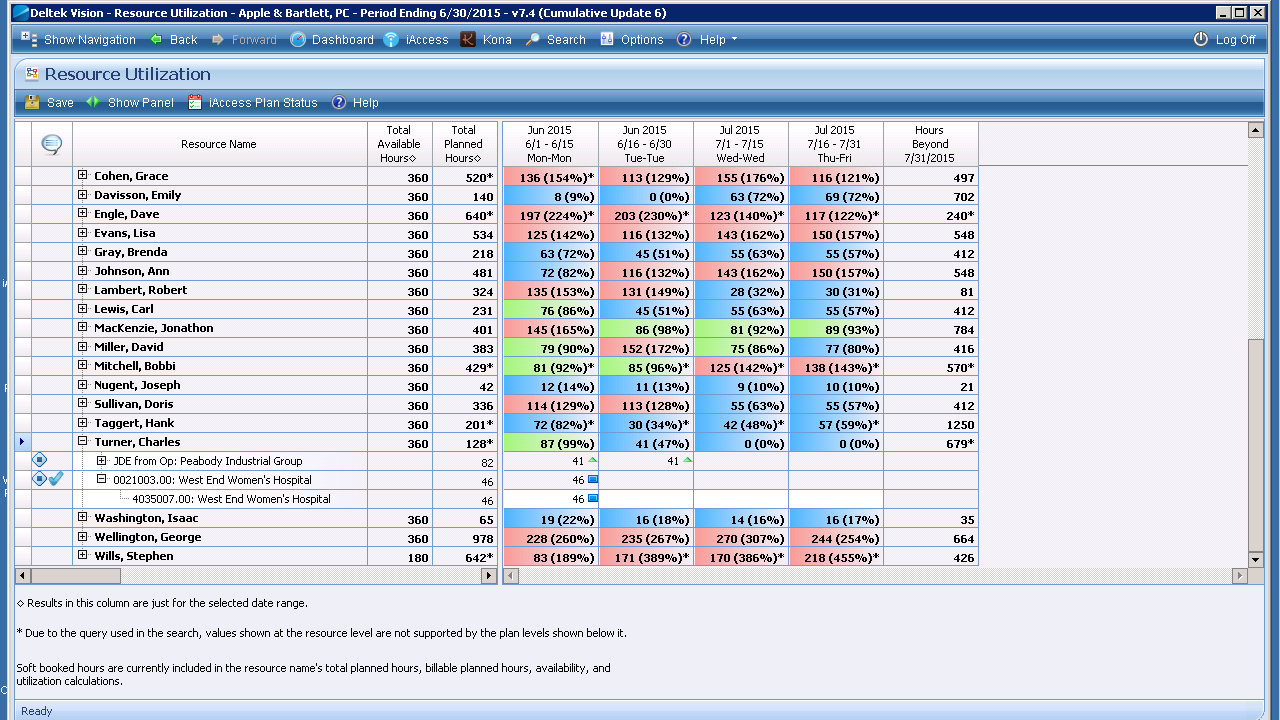 Deltek Vision - Resource Utilization - Apple & Bartlett, PC - Period Ending 6/30/2015 - v7.4 (Cumulative Update 6)
Show Navigation Back Forward Dashboard iAccess Kona Search Options Help Log Off
Resource Utilization
Save Show Panel iAccess Plan Status Help
Resource Name
Total Available Hours◇
Total Planned Hours◇
Jun 2015 6/1 - 6/15 Mon-Mon
Jun 2015 6/16 - 6/30 Tue-Tue
Jul 2015 7/1 - 7/15 Wed-Wed
Jul 2015 7/16 - 7/31 Thu-Fri
Hours Beyond 7/31/2015
Cohen, Grace 360 520* 136 (154%)* 113 (129%) 155 (176%) 116 (121%) 497
Davisson, Emily 360 140 8 (9%) 0 (0%) 63 (72%) 69 (72%) 702
Engle, Dave 360 640* 197 (224%)* 203 (230%)* 123 (140%)* 117 (122%)* 240*
Evans, Lisa 360 534 125 (142%) 116 (132%) 143 (162%) 150 (157%) 548
Gray, Brenda 360 218 63 (72%) 45 (51%) 55 (63%) 55 (57%) 412
Johnson, Ann 360 481 72 (82%) 116 (132%) 143 (162%) 150 (157%) 548
Lambert, Robert 360 324 135 (153%) 131 (149%) 28 (32%) 30 (31%) 81
Lewis, Carl 360 231 76 (86%) 45 (51%) 55 (63%) 55 (57%) 412
MacKenzie, Jonathon 360 401 145 (165%) 86 (98%) 81 (92%) 89 (93%) 784
Miller, David 360 383 79 (90%) 152 (172%) 75 (86%) 77 (80%) 416
Mitchell, Bobbi 360 429* 81 (92%)* 85 (96%)* 125 (142%)* 138 (143%)* 570*
Nugent, Joseph 360 42 12 (14%) 11 (13%) 9 (10%) 10 (10%) 21
Sullivan, Doris 360 336 114 (129%) 113 (128%) 55 (63%) 55 (57%) 412
Taggert, Hank 360 201* 72 (82%)* 30 (34%)* 42 (48%)* 57 (59%)* 1250
Turner, Charles 360 128* 87 (99%) 41 (47%) 0 (0%) 0 (0%) 679*
JDE from Op: Peabody Industrial Group 82 41 41
0021003.00: West End Women's Hospital 46 46
4035007.00: West End Women's Hospital 46 46
Washington, Isaac 360 65 19 (22%) 16 (18%) 14 (16%) 16 (17%) 35
Wellington, George 360 978 228 (260%) 235 (267%) 270 (307%) 244 (254%) 664
Wills, Stephen 180 642* 83 (189%) 171 (389%)* 170 (386%)* 218 (455%)* 426
◇ Results in this column are just for the selected date range.
* Due to the query used in the search, values shown at the resource level are not supported by the plan levels shown below it.
Soft booked hours are currently included in the resource name's total planned hours, billable planned hours, availability, and
utilization calculations.
Ready